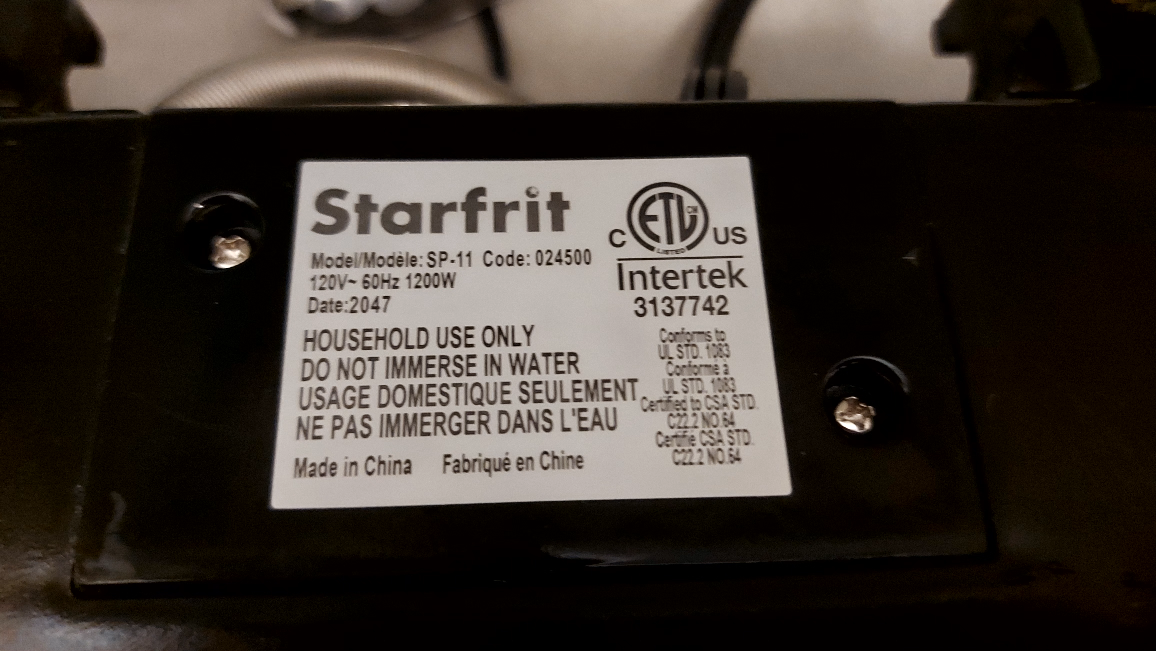 Starfrit
Model/Modèle: SP-11 Code: 024500
120V~ 60Hz 1200W
Date:2047
HOUSEHOLD USE ONLY
DO NOT IMMERSE IN WATER
USAGE DOMESTIQUE SEULEMENT
NE PAS IMMERGER DANS L'EAU
Made in China Fabriqué en Chine
ETL CM
LISTED
C US
Intertek
3137742
Conforms to
UL STD. 1083
Conforme à
UL STD. 1083
Certified to CSA STD.
C22.2 NO.64
Certifié CSA STD.
C22.2 NO.64